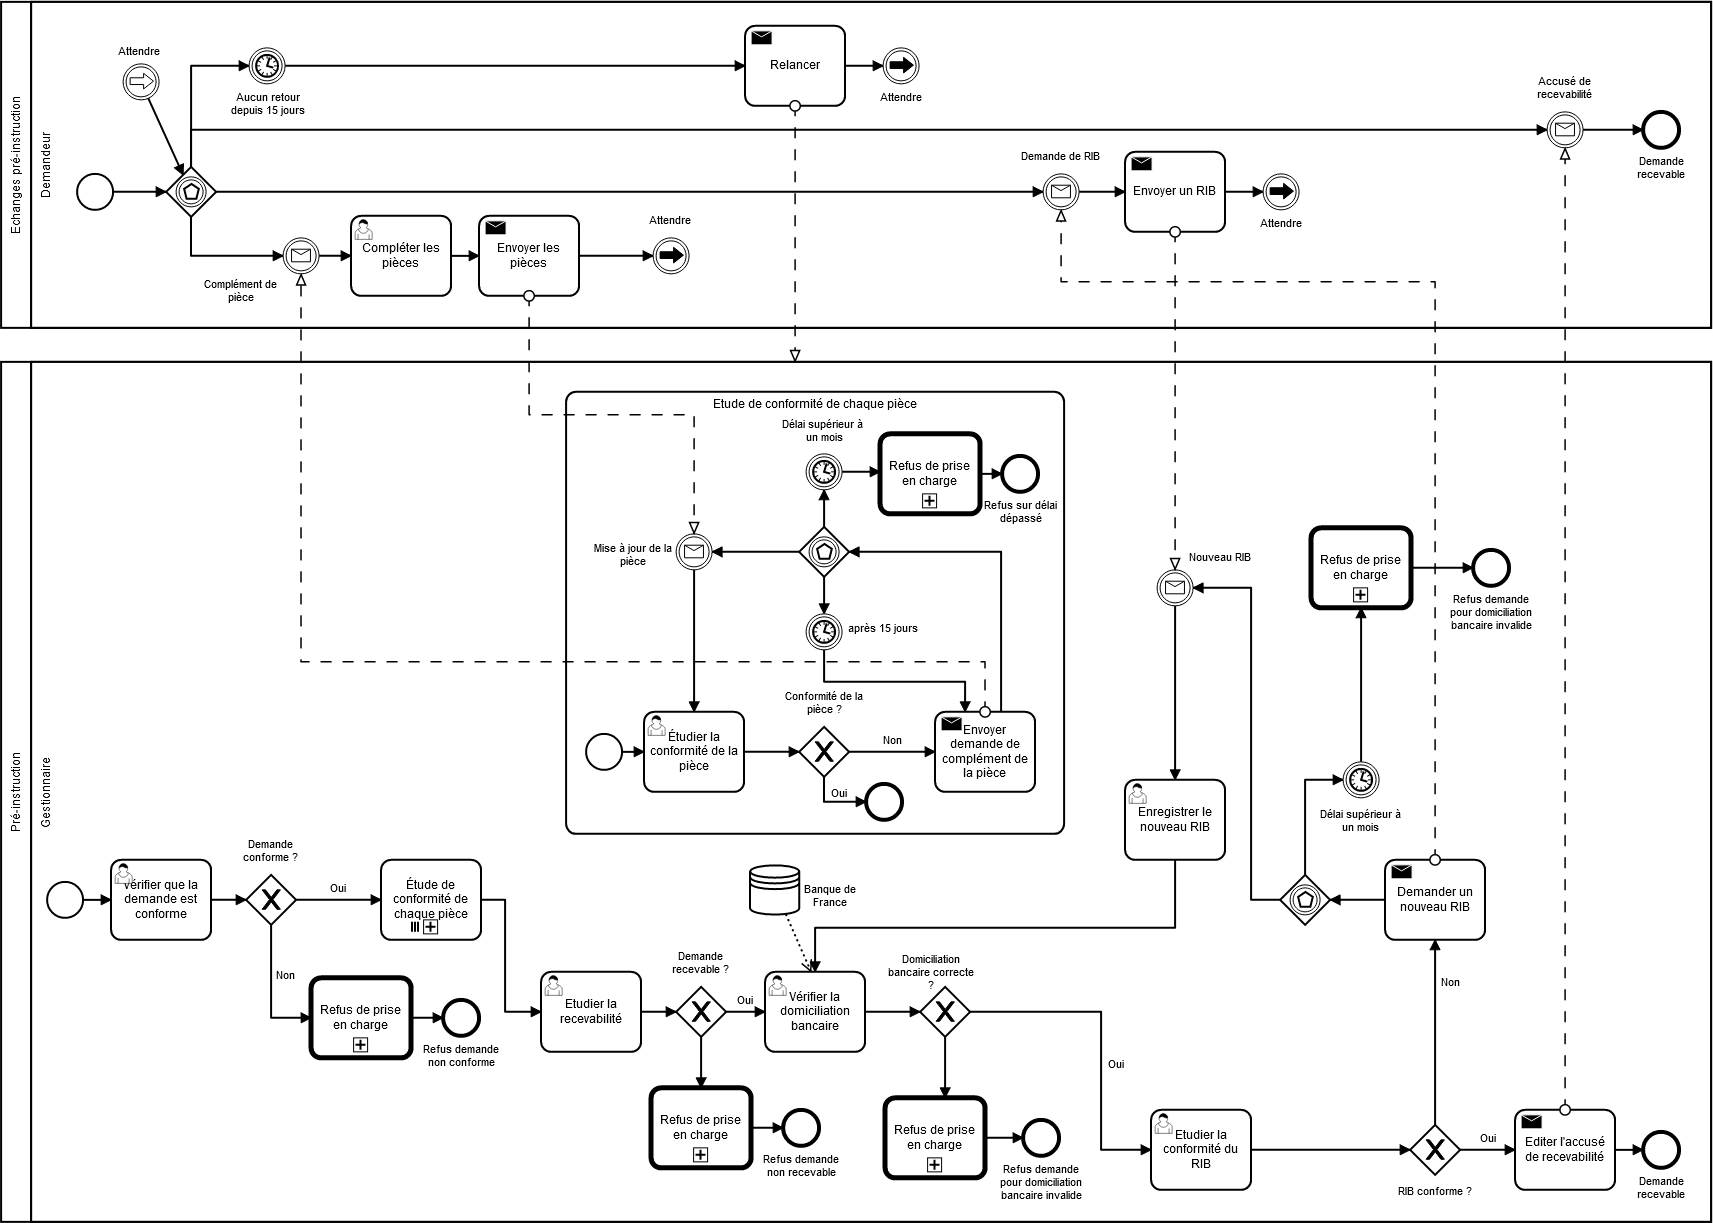 Echanges pré-instruction
Demandeur
Attendre
Aucun retour
depuis 15 jours
Relancer
Attendre
Accusé de
recevabilité
Demande
recevable
Demande de RIB
Envoyer un RIB
Attendre
Complément de
pièce
Compléter les
pièces
Envoyer les
pièces
Attendre
Pré-instruction
Gestionnaire
Etude de conformité de chaque pièce
Délai supérieur à
un mois
Refus de prise
en charge
Refus sur délai
dépassé
Mise à jour de la
pièce
après 15 jours
Conformité de la
pièce ?
Étudier la
conformité de la
pièce
Non
Envoyer
demande de
complément de
la pièce
Oui
Nouveau RIB
Refus de prise
en charge
Refus demande
pour domiciliation
bancaire invalide
Enregistrer le
nouveau RIB
Délai supérieur à
un mois
Demander un
nouveau RIB
Non
Vérifier que la
demande est
conforme
Demande
conforme ?
Oui
Étude de
conformité de
chaque pièce
Non
Refus de prise
en charge
Refus demande
non conforme
Banque de
France
Etudier la
recevabilité
Demande
recevable ?
Oui
Vérifier la
domiciliation
bancaire
Domiciliation
bancaire correcte
?
Oui
Refus de prise
en charge
Refus demande
non recevable
Refus de prise
en charge
Refus demande
pour domiciliation
bancaire invalide
Etudier la
conformité du
RIB
RIB conforme ?
Oui
Editer l'accusé
de recevabilité
Demande
recevable